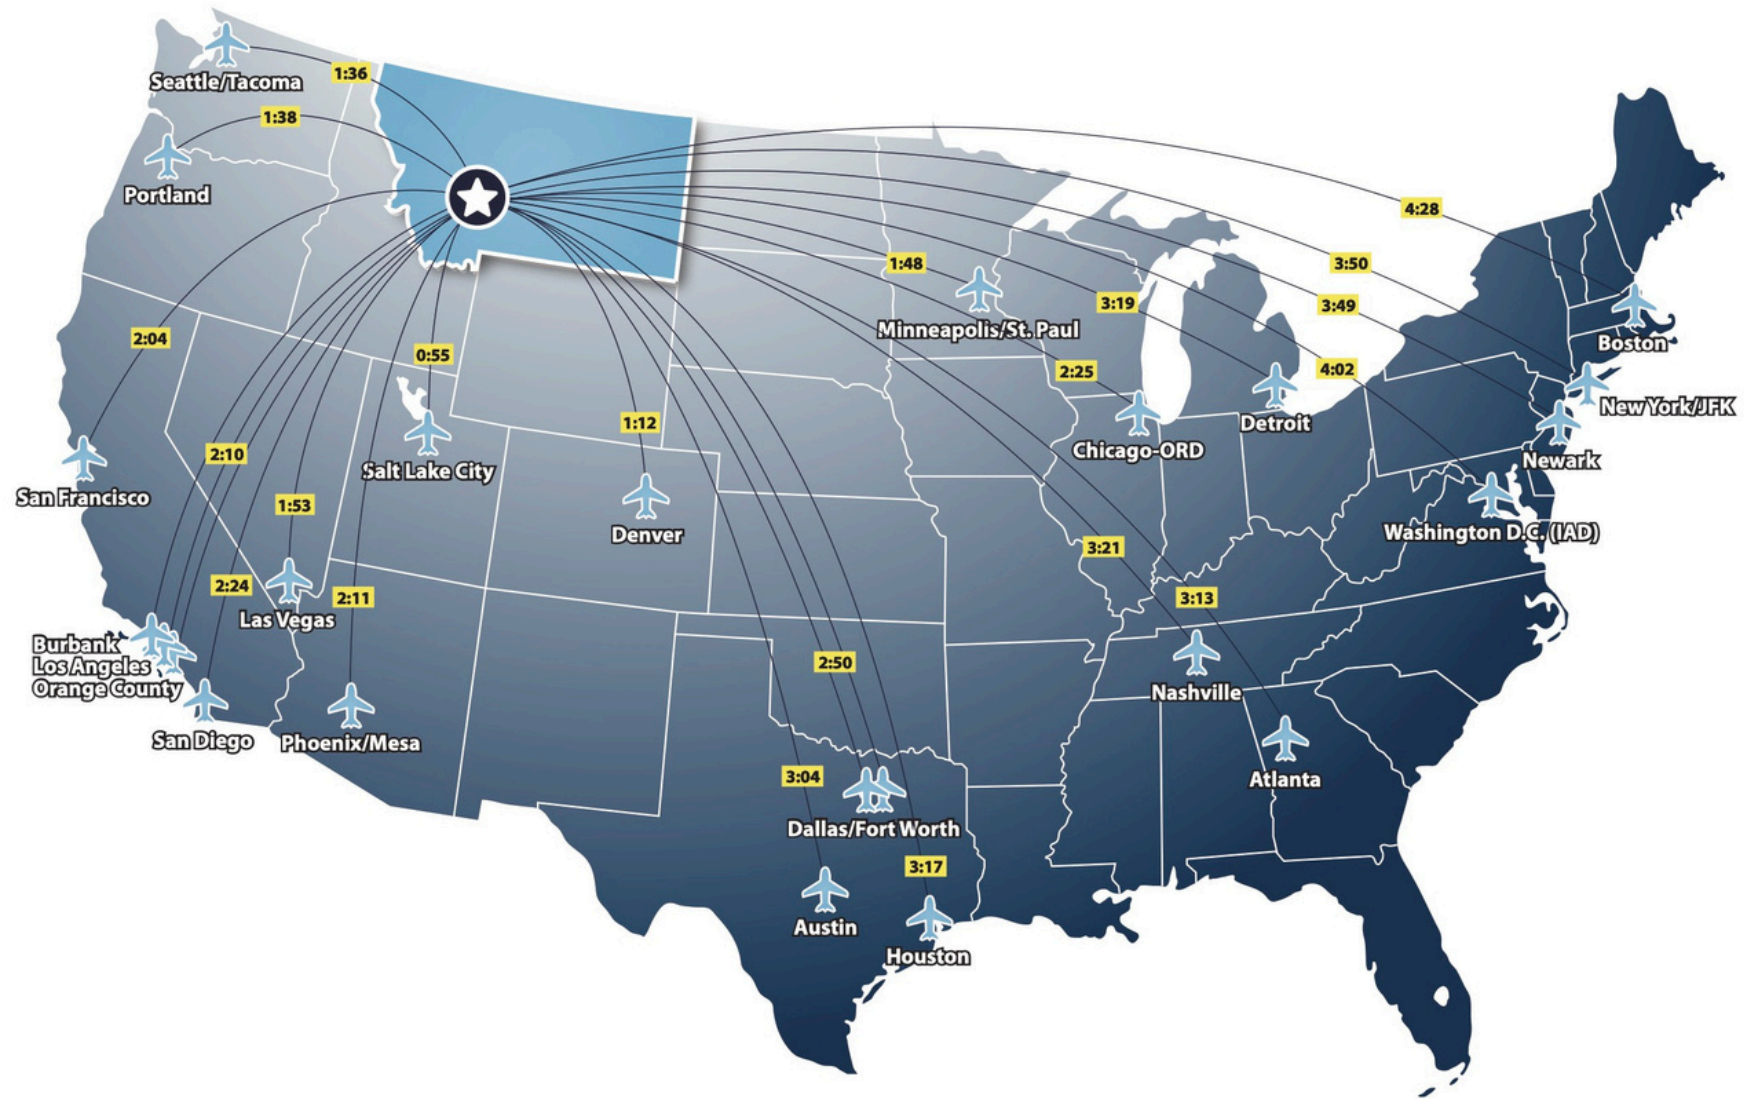 1:36
Seattle/Tacoma
1:38
Portland
4:28
1:48
3:50
3:19
3:49
Minneapolis/St. Paul
2:04
Boston
0:55
2:25
4:02
New York/JFK
1:12
Detroit
Chicago-ORD
2:10
Salt Lake City
Newark
San Francisco
1:53
Denver
Washington D.C. (IAD)
3:21
2:24
2:11
3:13
Las Vegas
Burbank
Los Angeles
Orange County
2:50
Nashville
San Diego
Phoenix/Mesa
3:04
Atlanta
Dallas/Fort Worth
3:17
Austin
Houston